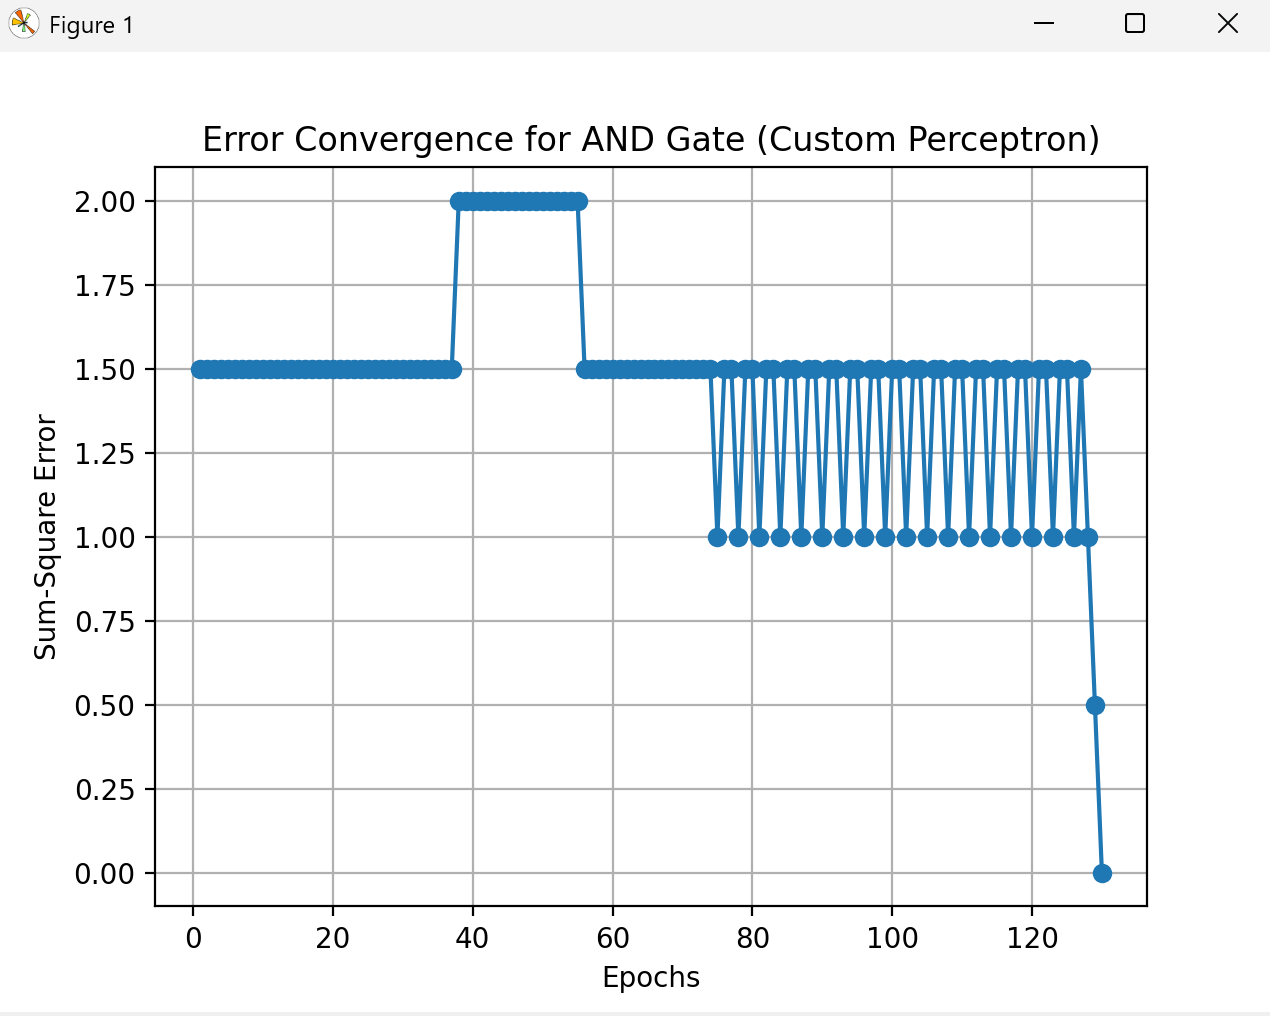 Figure 1
Error Convergence for AND Gate (Custom Perceptron)
2.00
1.75
1.50
1.25
1.00
0.75
0.50
0.25
0.00
Sum-Square Error
0 20 40 60 80 100 120
Epochs